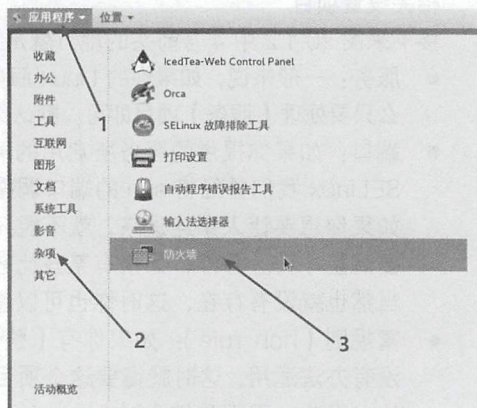 应用程序 位置
收藏
办公
附件
工具
互联网
图形
文档
系统工具
影音
杂项
其它
活动概览
IcedTea-Web Control Panel
Orca
SELinux 故障排除工具
打印设置
自动程序错误报告工具
输入法选择器
防火墙
1
2
3